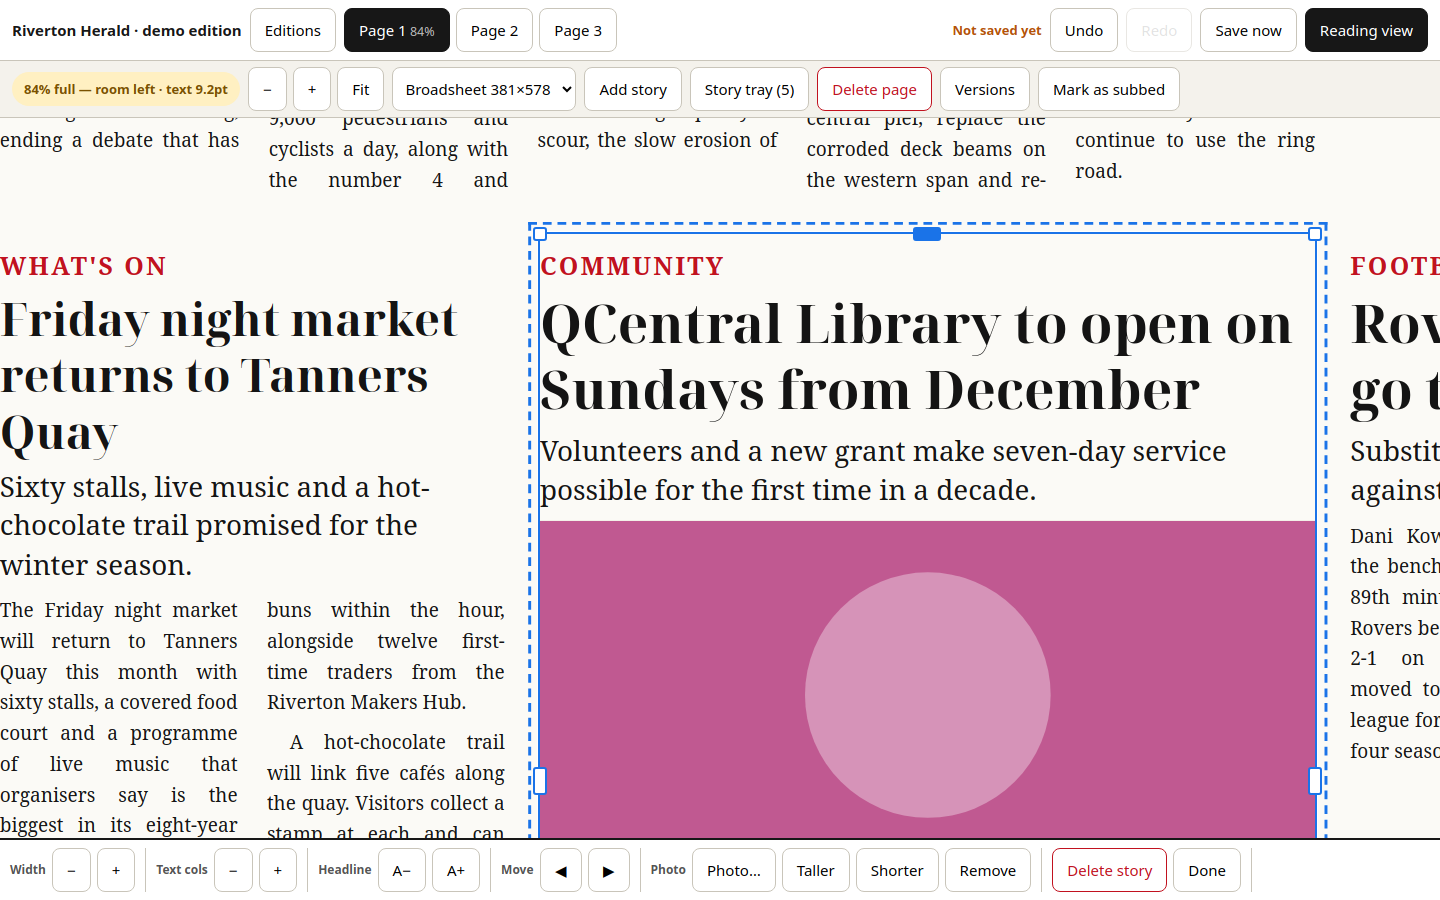 Riverton Herald · demo edition
Editions
Page 1 84%
Page 2
Page 3
Not saved yet
Undo
Redo
Save now
Reading view
84% full — room left · text 9.2pt
−
+
Fit
Broadsheet 381×578
Add story
Story tray (5)
Delete page
Versions
Mark as subbed
ending a debate that has
9,000 pedestrians and
cyclists a day, along with
the number 4 and
scour, the slow erosion of
central pier, replace the
corroded deck beams on
the western span and re-
continue to use the ring
road.
WHAT'S ON
Friday night market
returns to Tanners
Quay
Sixty stalls, live music and a hot-
chocolate trail promised for the
winter season.
The Friday night market
will return to Tanners
Quay this month with
sixty stalls, a covered food
court and a programme
of live music that
organisers say is the
biggest in its eight-year
buns within the hour,
alongside twelve first-
time traders from the
Riverton Makers Hub.
A hot-chocolate trail
will link five cafés along
the quay. Visitors collect a
stamp at each and can
COMMUNITY
QCentral Library to open on
Sundays from December
Volunteers and a new grant make seven-day service
possible for the first time in a decade.
FOOTB
Rov
go t
Substit
against
Dani Kow
the bench
89th min
Rovers be
2-1 on
moved to
league for
four seaso
Width
−
+
Text cols
−
+
Headline
A−
A+
Move
◀
▶
Photo
Photo…
Taller
Shorter
Remove
Delete story
Done